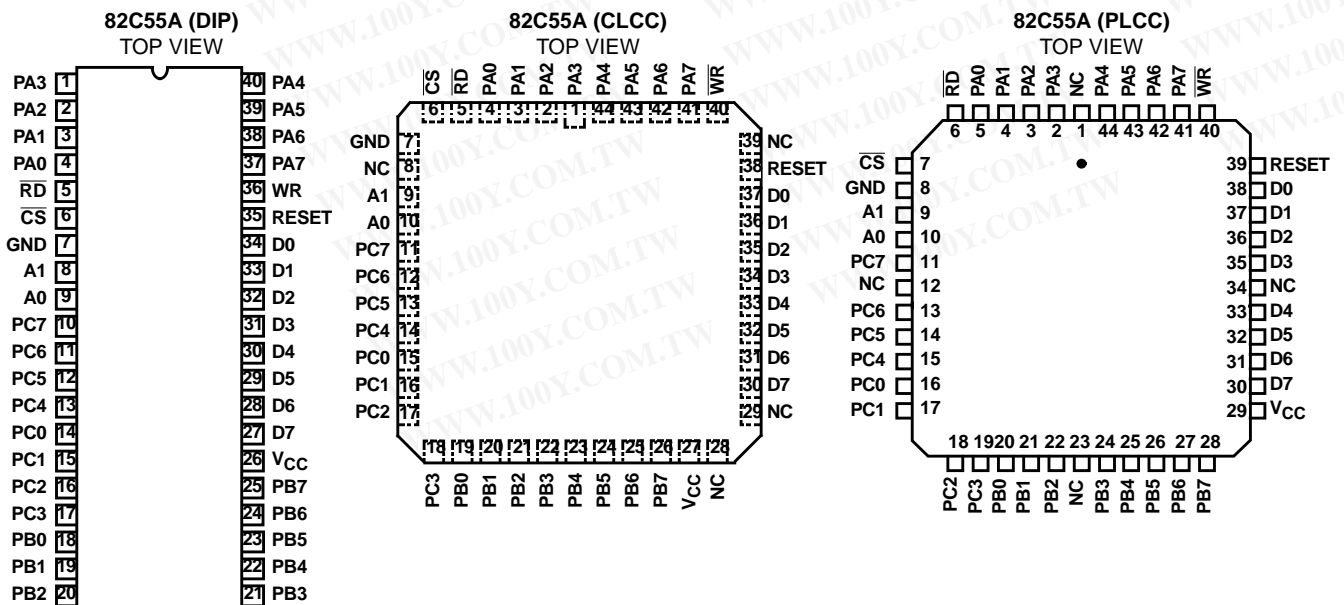 82C55A (DIP)
TOP VIEW
PA3 1
PA2 2
PA1 3
PA0 4
RD 5
CS 6
GND 7
A1 8
A0 9
PC7 10
PC6 11
PC5 12
PC4 13
PC0 14
PC1 15
PC2 16
PC3 17
PB0 18
PB1 19
PB2 20
40 PA4
39 PA5
38 PA6
37 PA7
36 WR
35 RESET
34 D0
33 D1
32 D2
31 D3
30 D4
29 D5
28 D6
27 D7
26 VCC
25 PB7
24 PB6
23 PB5
22 PB4
21 PB3
82C55A (CLCC)
TOP VIEW
CS RD PA0 PA1 PA2 PA3 PA4 PA5 PA6 PA7 WR
6 5 4 3 2 1 44 43 42 41 40
GND 7
NC 8
A1 9
A0 10
PC7 11
PC6 12
PC5 13
PC4 14
PC0 15
PC1 16
PC2 17
39 NC
38 RESET
37 D0
36 D1
35 D2
34 D3
33 D4
32 D5
31 D6
30 D7
29 NC
18 19 20 21 22 23 24 25 26 27 28
PC3 PB0 PB1 PB2 PB3 PB4 PB5 PB6 PB7 VCC NC
82C55A (PLCC)
TOP VIEW
RD PA0 PA1 PA2 PA3 NC PA4 PA5 PA6 PA7 WR
6 5 4 3 2 1 44 43 42 41 40
CS 7
GND 8
A1 9
A0 10
PC7 11
NC 12
PC6 13
PC5 14
PC4 15
PC0 16
PC1 17
39 RESET
38 D0
37 D1
36 D2
35 D3
34 NC
33 D4
32 D5
31 D6
30 D7
29 VCC
18 19 20 21 22 23 24 25 26 27 28
PC2 PC3 PB0 PB1 PB2 NC PB3 PB4 PB5 PB6 PB7
WWW.100Y.COM.TW